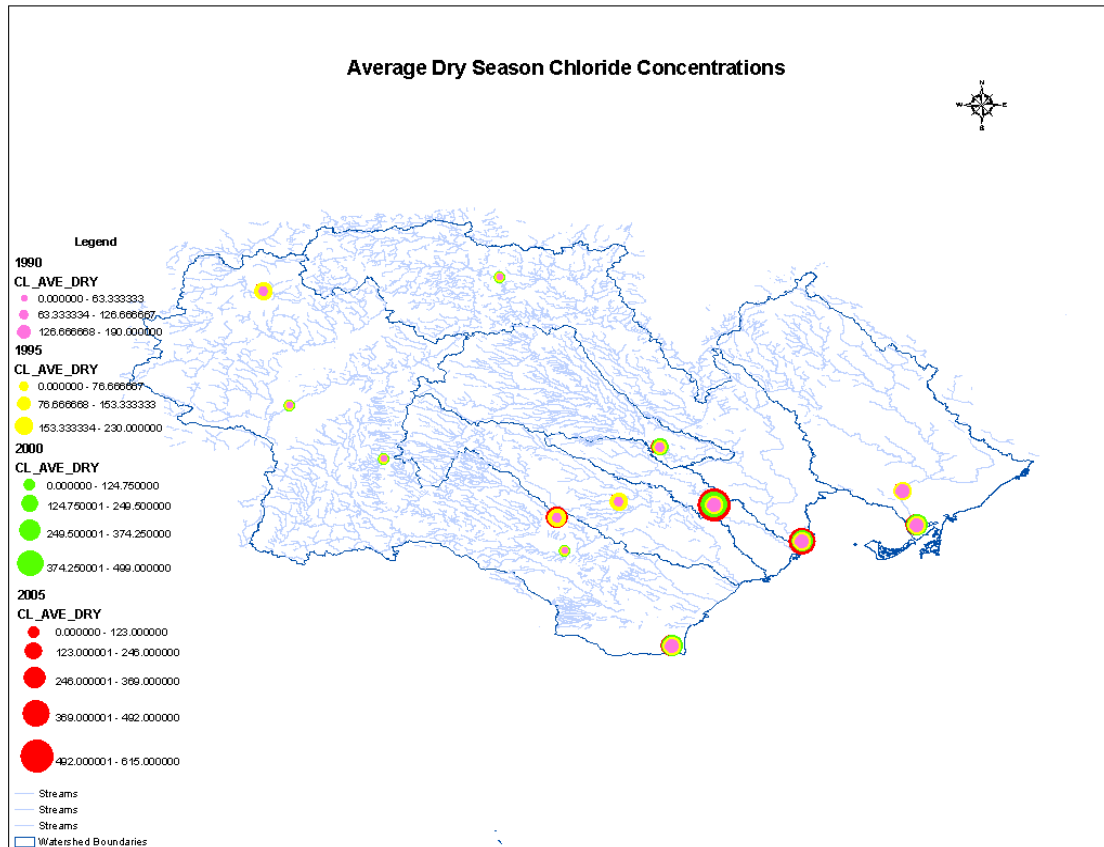 Average Dry Season Chloride Concentrations
N
W E
S
Legend
1990
CL_AVE_DRY
0.000000 - 63.333333
63.333334 - 126.666667
126.666668 - 190.000000
1995
CL_AVE_DRY
0.000000 - 76.666667
76.666668 - 153.333333
153.333334 - 230.000000
2000
CL_AVE_DRY
0.000000 - 124.750000
124.750001 - 249.500000
249.500001 - 374.250000
374.250001 - 499.000000
2005
CL_AVE_DRY
0.000000 - 123.000000
123.000001 - 246.000000
246.000001 - 369.000000
369.000001 - 492.000000
492.000001 - 615.000000
Streams
Streams
Streams
Watershed Boundaries